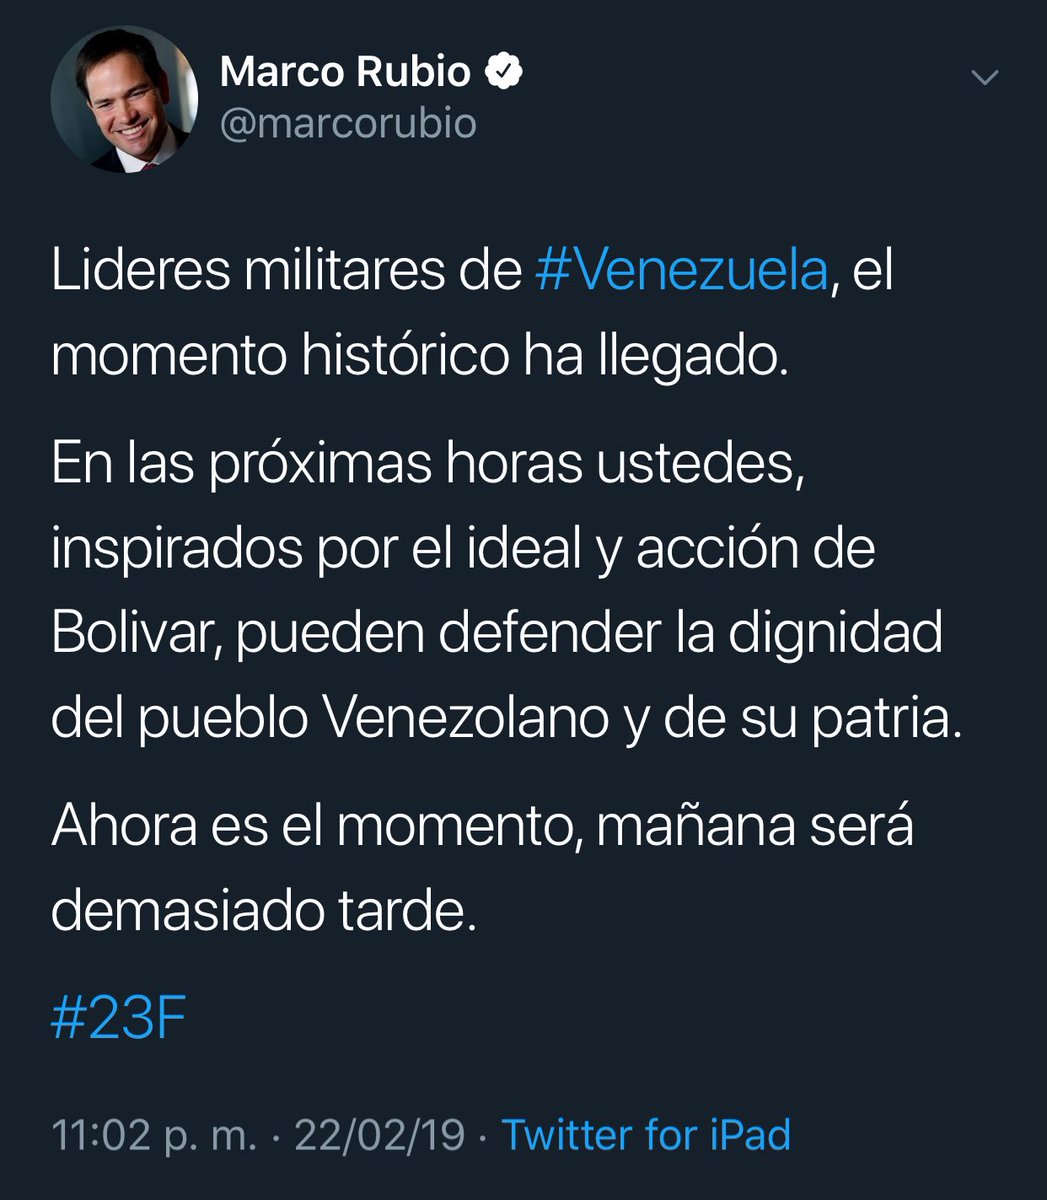 Marco Rubio
@marcorubio
Lideres militares de #Venezuela, el
momento histórico ha llegado.
En las próximas horas ustedes,
inspirados por el ideal y acción de
Bolivar, pueden defender la dignidad
del pueblo Venezolano y de su patria.
Ahora es el momento, mañana será
demasiado tarde.
#23F
11:02 p. m. · 22/02/19 · Twitter for iPad